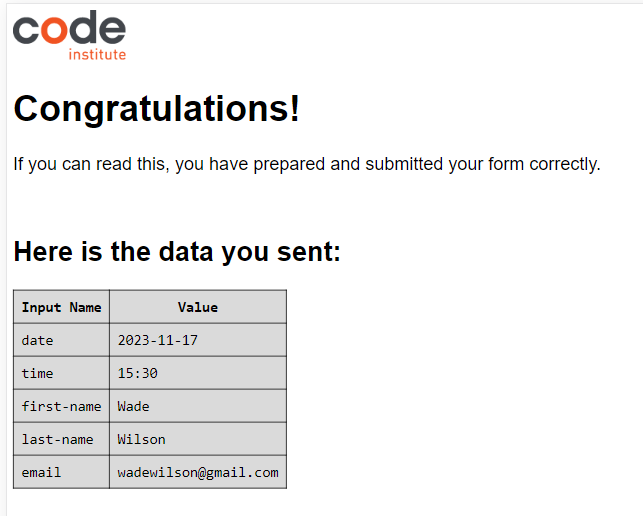 code
institute
Congratulations!
If you can read this, you have prepared and submitted your form correctly.
Here is the data you sent:
Input Name Value
date 2023-11-17
time 15:30
first-name Wade
last-name Wilson
email wadewilson@gmail.com